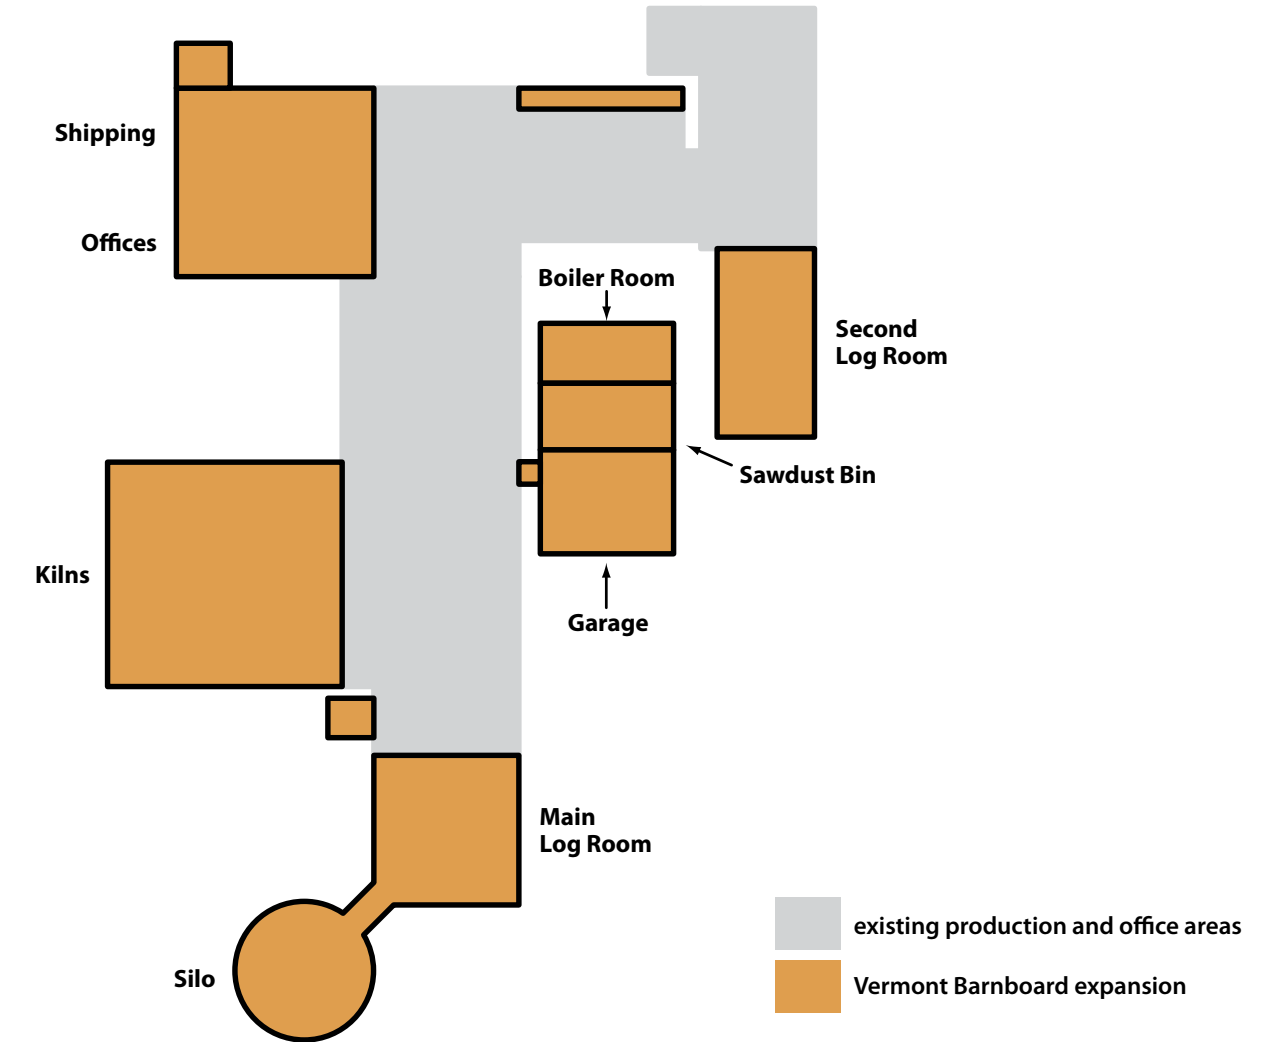 Shipping
Offices
Boiler Room
Second
Log Room
Sawdust Bin
Kilns
Garage
Main
Log Room
Silo
existing production and office areas
Vermont Barnboard expansion